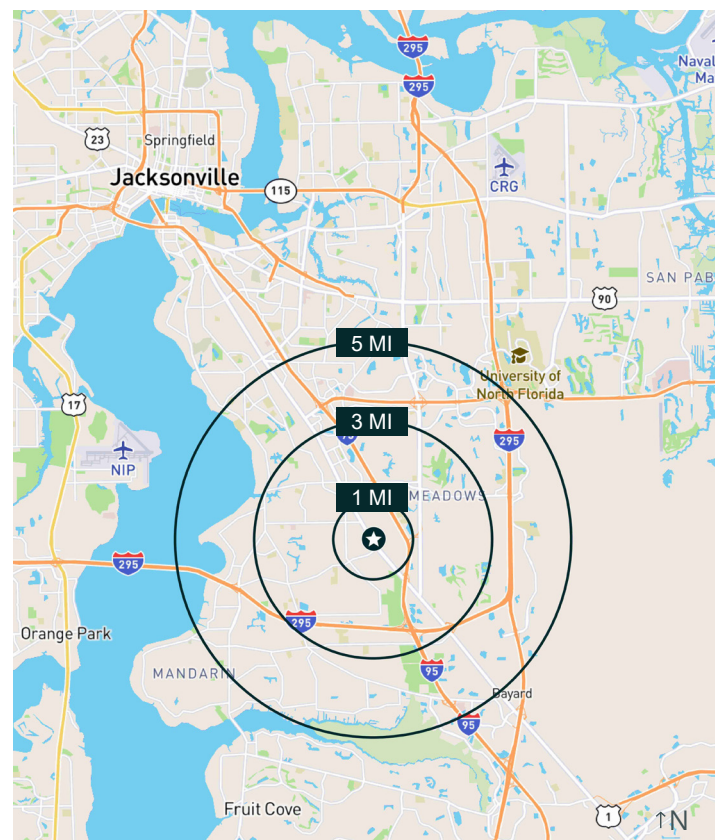 295
295
Naval
Ma
23
Springfield
Jacksonville
115
CRG
SAN PAB
90
5 MI
University of
North Florida
17
3 MI
295
NIP
1 MI
MEADOWS
295
295
Orange Park
MANDARIN
95
Bayard
95
Fruit Cove
1
↑N